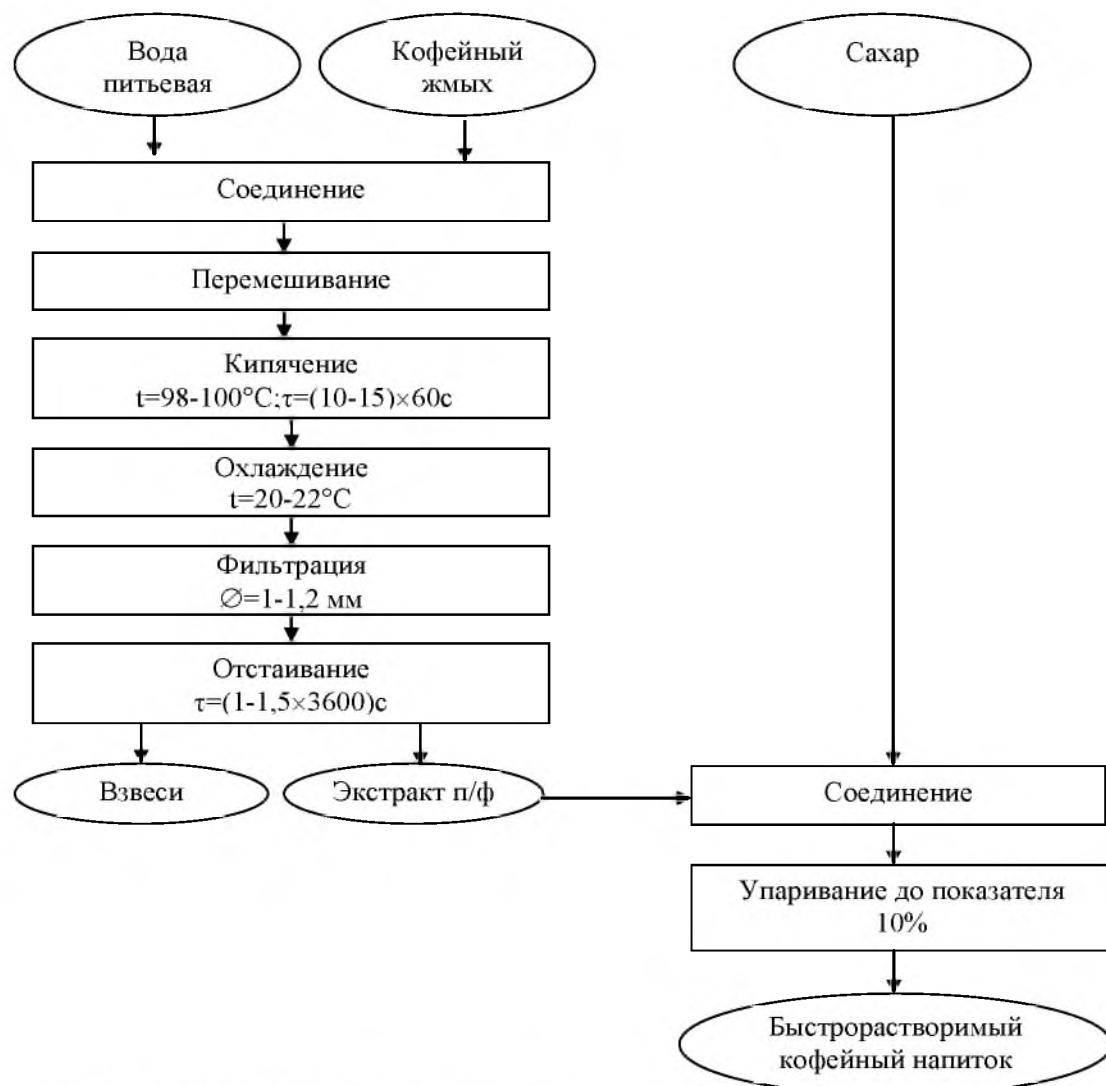 Вода
питьевая
Кофейный
жмых
Сахар
Соединение
Перемешивание
Кипячение
t=98-100°C;τ=(10-15)×60с
Охлаждение
t=20-22°C
Фильтрация
∅=1-1,2 мм
Отстаивание
τ=(1-1,5×3600)с
Взвеси
Экстракт п/ф
Соединение
Упаривание до показателя
10%
Быстрорастворимый
кофейный напиток